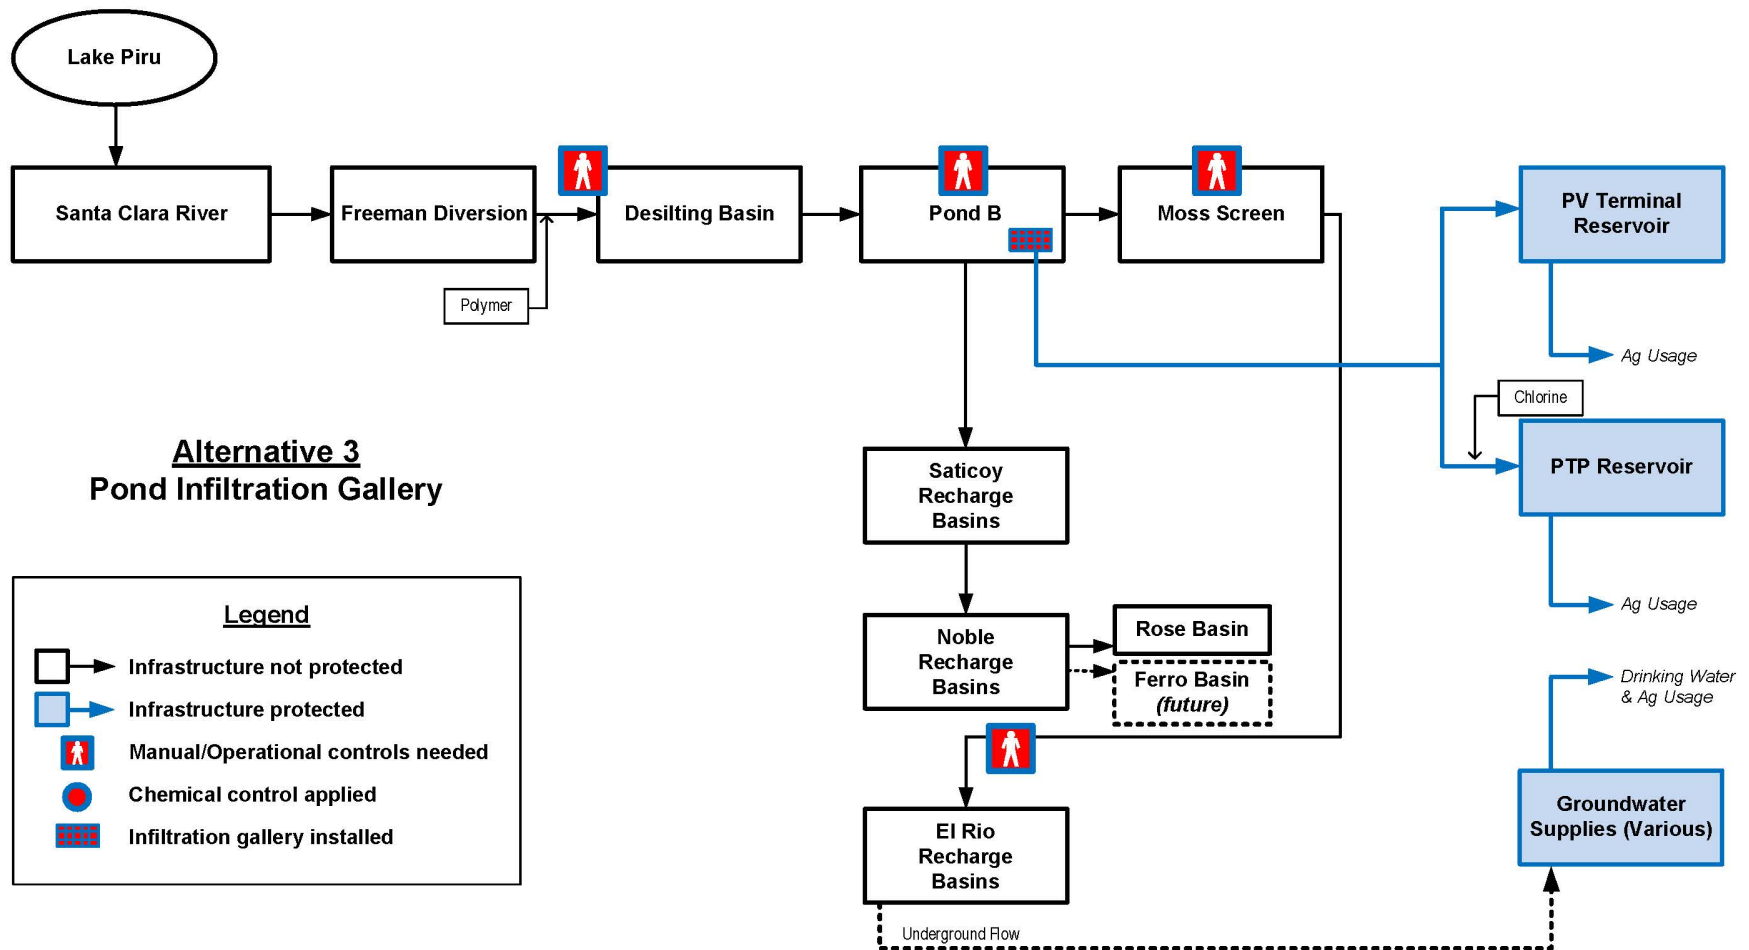 Lake Piru
Santa Clara River
Freeman Diversion
Desilting Basin
Pond B
Moss Screen
PV Terminal
Reservoir
Polymer
Ag Usage
Chlorine
Alternative 3
Pond Infiltration Gallery
Saticoy
Recharge
Basins
PTP Reservoir
Ag Usage
Noble
Recharge
Basins
Rose Basin
Ferro Basin
(future)
Drinking Water
& Ag Usage
Legend
Infrastructure not protected
Infrastructure protected
Manual/Operational controls needed
Chemical control applied
Infiltration gallery installed
El Rio
Recharge
Basins
Groundwater
Supplies (Various)
Underground Flow